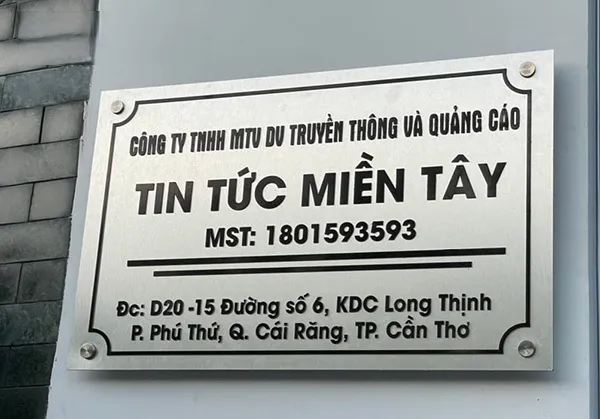 CÔNG TY TNHH MTV DV TRUYỀN THÔNG VÀ QUẢNG CÁO
TIN TỨC MIỀN TÂY
MST: 1801593593
Đc: D20 -15 Đường số 6, KDC Long Thịnh
P. Phú Thứ, Q. Cái Răng, TP. Cần Thơ